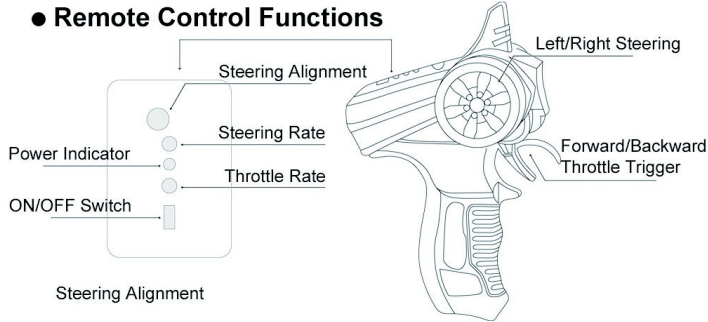 ● Remote Control Functions
Left/Right Steering
Steering Alignment
Steering Rate
Power Indicator
Forward/Backward
Throttle Trigger
Throttle Rate
ON/OFF Switch
Steering Alignment